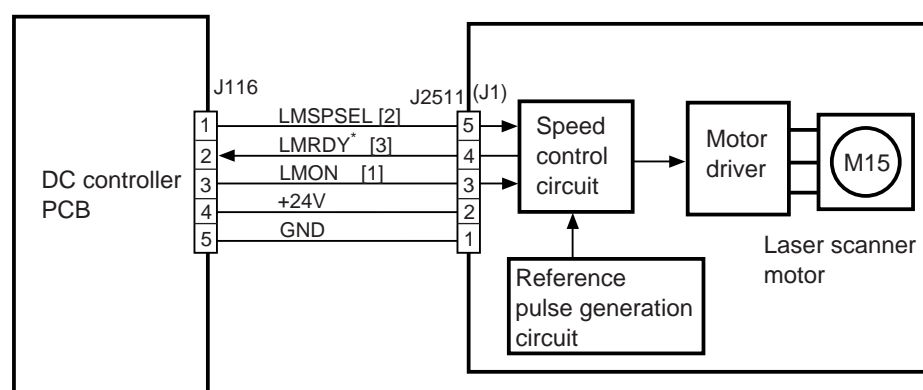 J116
J2511 (J1)
1 LMSPSEL [2] 5
2 LMRDY* [3] 4
3 LMON [1] 3
4 +24V 2
5 GND 1
DC controller
PCB
Speed
control
circuit
Motor
driver
M15
Laser scanner
motor
Reference
pulse generation
circuit